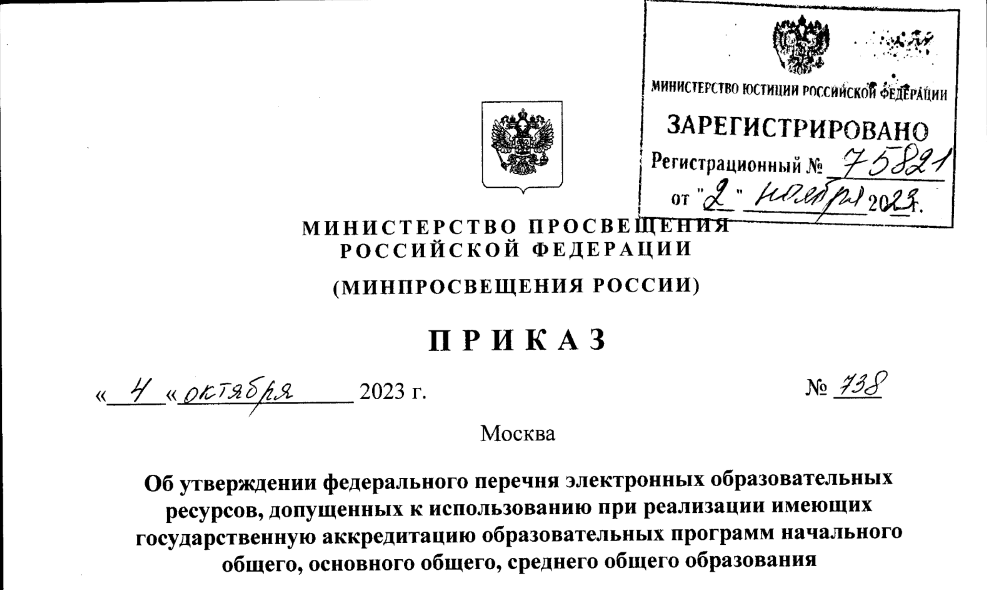 МИНИСТЕРСТВО ЮСТИЦИИ РОССИЙСКОЙ ФЕДЕРАЦИИ
ЗАРЕГИСТРИРОВАНО
Регистрационный № 75821
от "2" ноября 2023г.
МИНИСТЕРСТВО ПРОСВЕЩЕНИЯ
РОССИЙСКОЙ ФЕДЕРАЦИИ
(МИНПРОСВЕЩЕНИЯ РОССИИ)
ПРИКАЗ
« 4 « октября 2023 г. № 738
Москва
Об утверждении федерального перечня электронных образовательных
ресурсов, допущенных к использованию при реализации имеющих
государственную аккредитацию образовательных программ начального
общего, основного общего, среднего общего образования